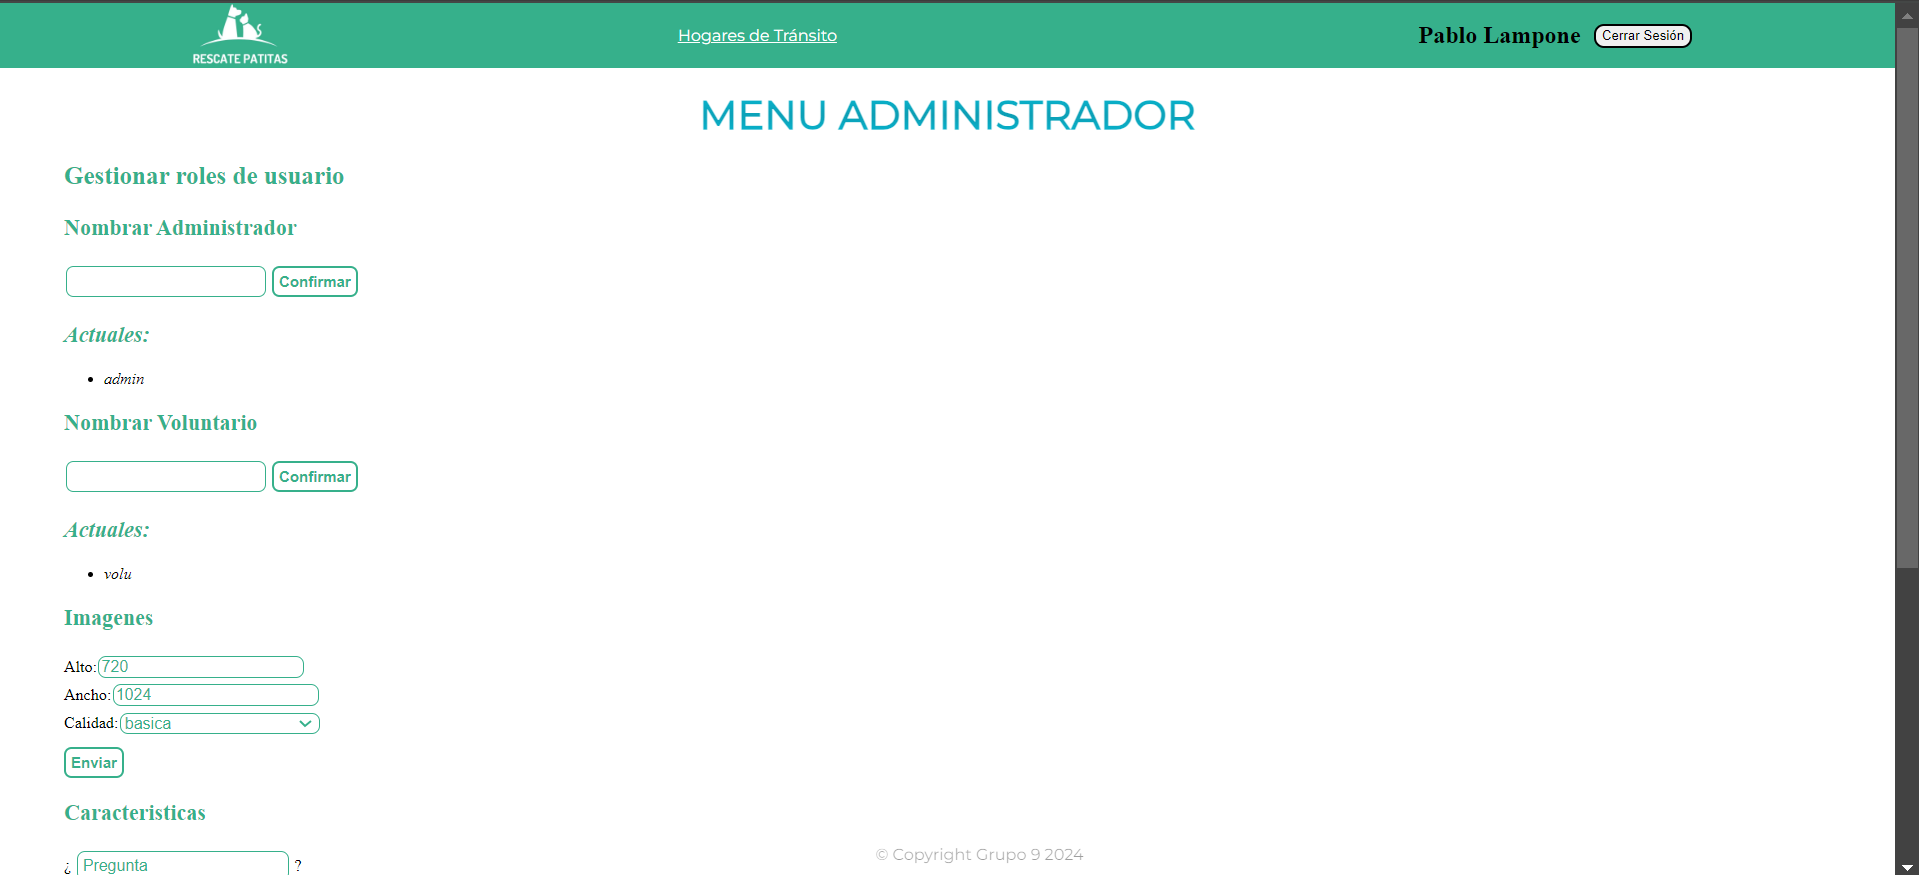 RESCATE PATITAS
Hogares de Tránsito
Pablo Lampone
Cerrar Sesión
MENU ADMINISTRADOR
Gestionar roles de usuario
Nombrar Administrador
Confirmar
Actuales:
admin
Nombrar Voluntario
Confirmar
Actuales:
volu
Imagenes
Alto: 720
Ancho: 1024
Calidad: basica
Enviar
Caracteristicas
¿ Pregunta ?
© Copyright Grupo 9 2024